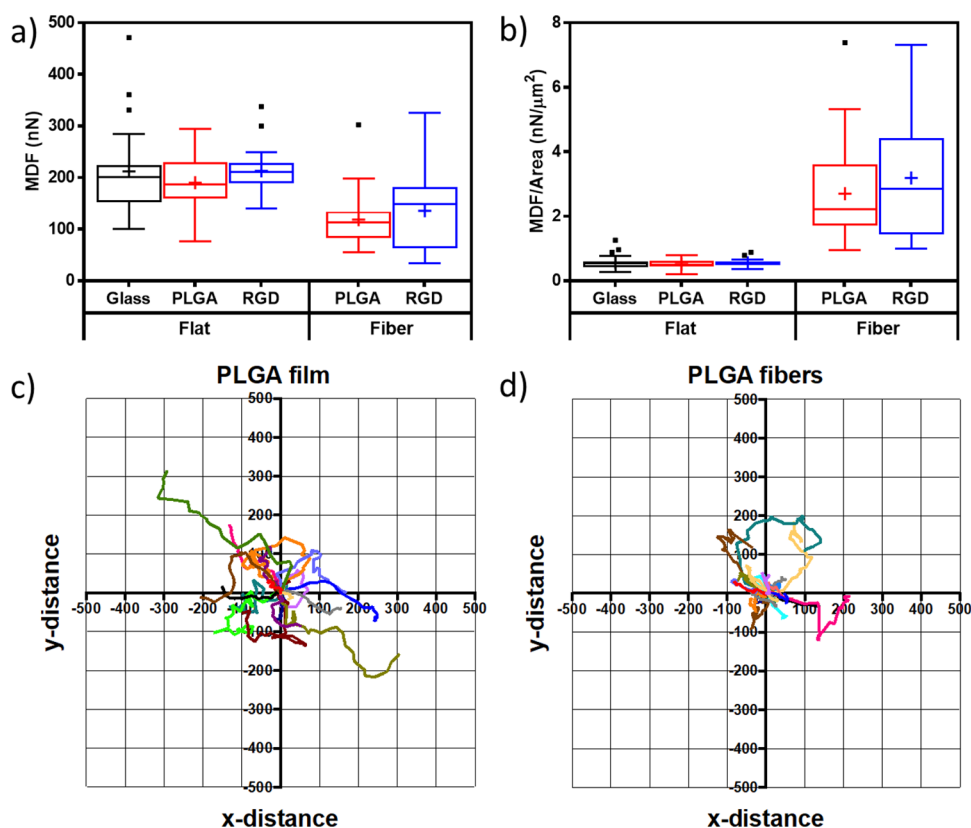 a)
MDF (nN)
500
400
300
200
100
0
Glass PLGA RGD PLGA RGD
Flat Fiber
b)
MDF/Area (nN/μm²)
8
6
4
2
0
Glass PLGA RGD PLGA RGD
Flat Fiber
c)
PLGA film
y-distance
500
400
300
200
100
-500 -400 -300 -200 -100 100 200 300 400 500
-100
-200
-300
-400
-500
x-distance
d)
PLGA fibers
y-distance
500
400
300
200
100
-500 -400 -300 -200 -100 100 200 300 400 500
-100
-200
-300
-400
-500
x-distance